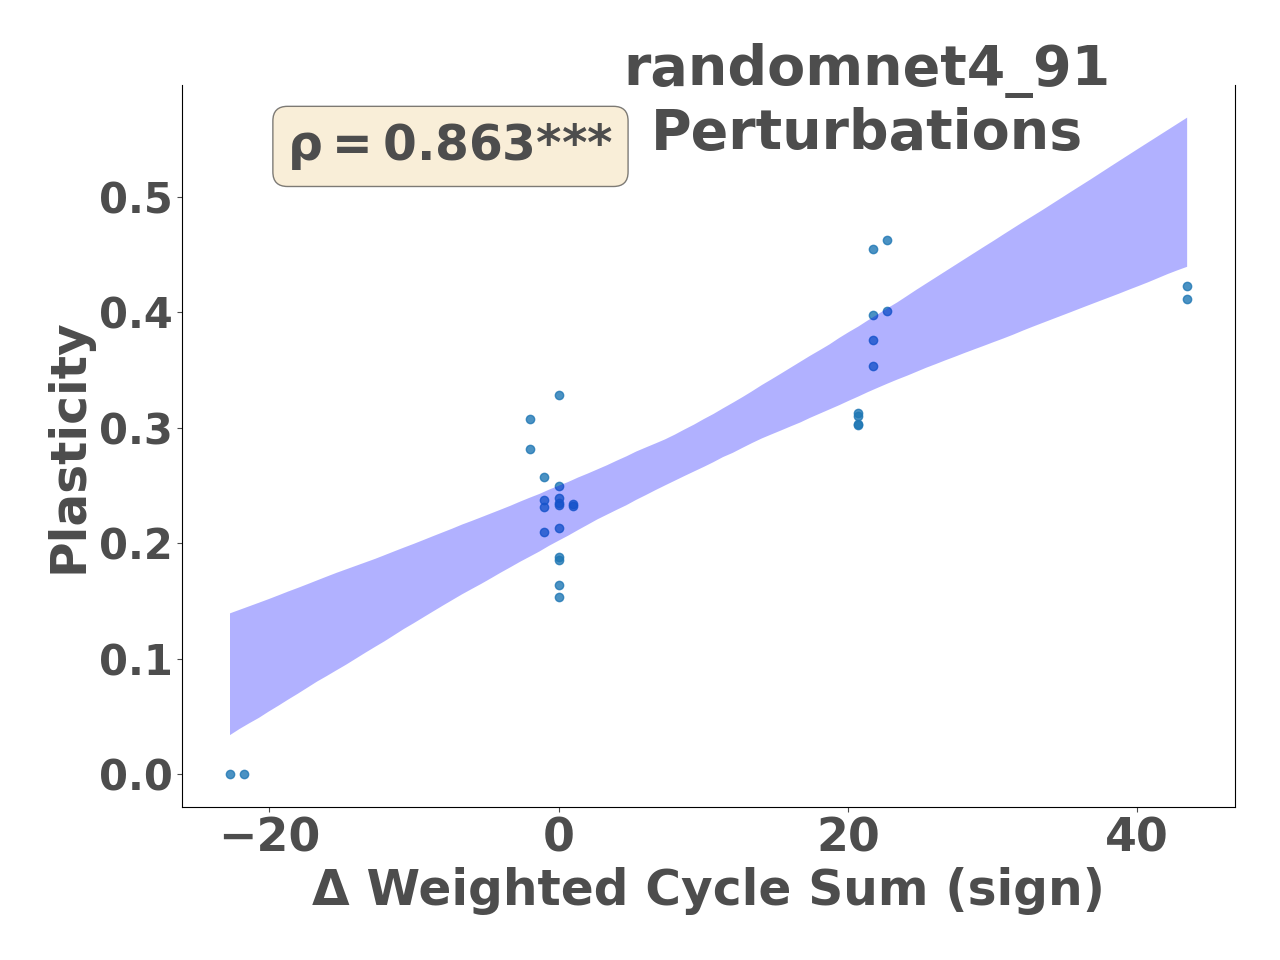 randomnet4_91
Perturbations
ρ = 0.863***
Plasticity
0.5
0.4
0.3
0.2
0.1
0.0
−20 0 20 40
Δ Weighted Cycle Sum (sign)